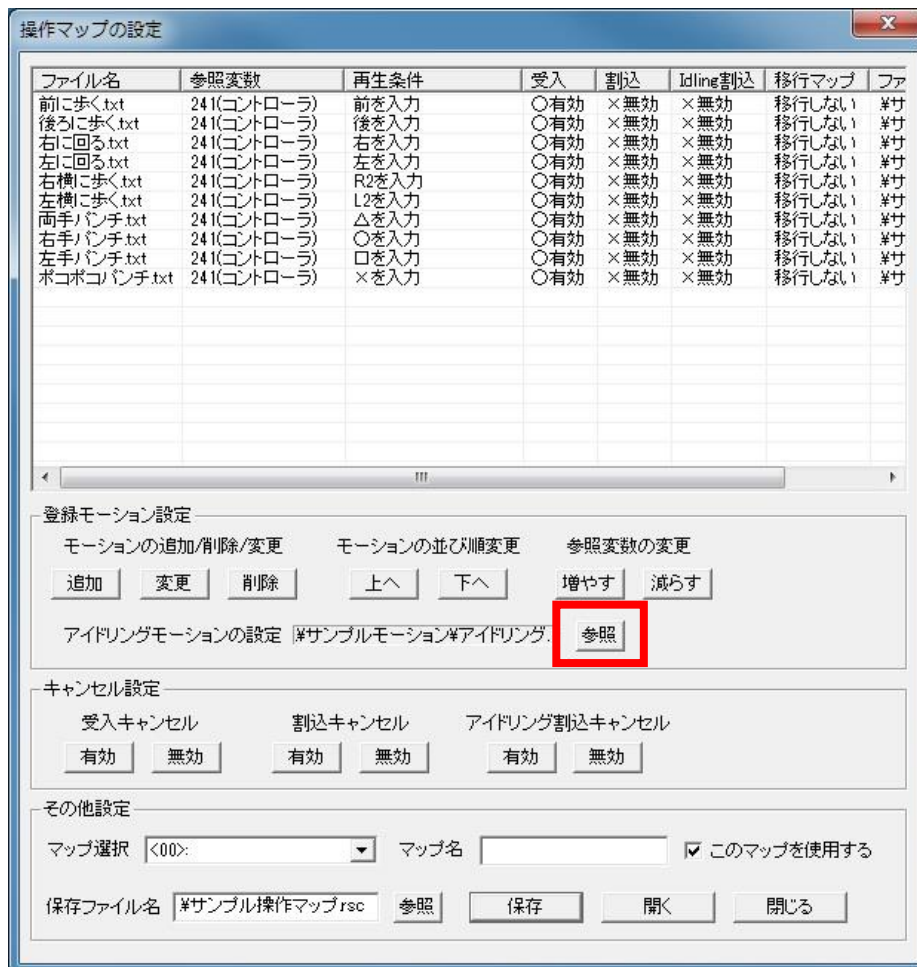 操作マップの設定
ファイル名 参照変数 再生条件 受入 割込 Idling割込 移行マップ ファ
前に歩く.txt 241(コントローラ) 前を入力 ○有効 ×無効 ×無効 移行しない ¥サ
後ろに歩く.txt 241(コントローラ) 後を入力 ○有効 ×無効 ×無効 移行しない ¥サ
右に回る.txt 241(コントローラ) 右を入力 ○有効 ×無効 ×無効 移行しない ¥サ
左に回る.txt 241(コントローラ) 左を入力 ○有効 ×無効 ×無効 移行しない ¥サ
右横に歩く.txt 241(コントローラ) R2を入力 ○有効 ×無効 ×無効 移行しない ¥サ
左横に歩く.txt 241(コントローラ) L2を入力 ○有効 ×無効 ×無効 移行しない ¥サ
両手パンチ.txt 241(コントローラ) △を入力 ○有効 ×無効 ×無効 移行しない ¥サ
右手パンチ.txt 241(コントローラ) ○を入力 ○有効 ×無効 ×無効 移行しない ¥サ
左手パンチ.txt 241(コントローラ) □を入力 ○有効 ×無効 ×無効 移行しない ¥サ
ポコポコパンチ.txt 241(コントローラ) ×を入力 ○有効 ×無効 ×無効 移行しない ¥サ
登録モーション設定
モーションの追加/削除/変更 モーションの並び順変更 参照変数の変更
追加 変更 削除 上へ 下へ 増やす 減らす
アイドリングモーションの設定 ¥サンプルモーション¥アイドリング. 参照
キャンセル設定
受入キャンセル 割込キャンセル アイドリング割込キャンセル
有効 無効 有効 無効 有効 無効
その他設定
マップ選択 <00>: マップ名 このマップを使用する
保存ファイル名 ¥サンプル操作マップ.rsc 参照 保存 開く 閉じる